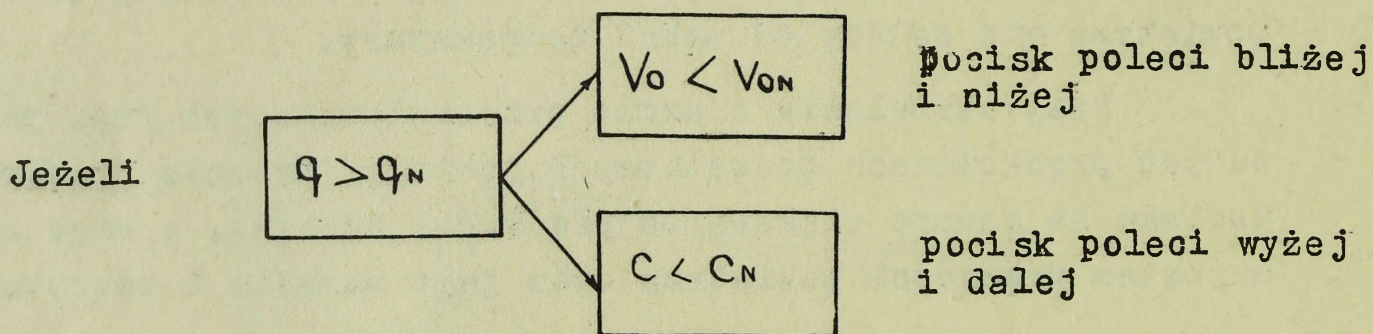 V₀ < V₀ₙ
pocisk poleci bliżej
i niżej
Jeżeli
q > qₙ
C < Cₙ
pocisk poleci wyżej
i dalej